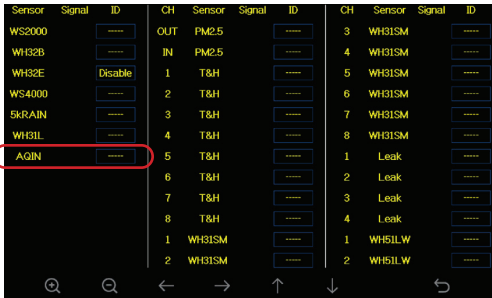 Sensor Signal ID
WS2000 -----
WH32B -----
WH32E Disable
WS4000 -----
5kRAIN -----
WH31L -----
AQIN -----
CH Sensor Signal ID
OUT PM2.5 -----
IN PM2.5 -----
1 T&H -----
2 T&H -----
3 T&H -----
4 T&H -----
5 T&H -----
6 T&H -----
7 T&H -----
8 T&H -----
1 WH31SM -----
2 WH31SM -----
CH Sensor Signal ID
3 WH31SM -----
4 WH31SM -----
5 WH31SM -----
6 WH31SM -----
7 WH31SM -----
8 WH31SM -----
1 Leak -----
2 Leak -----
3 Leak -----
4 Leak -----
1 WH51LW -----
2 WH51LW -----